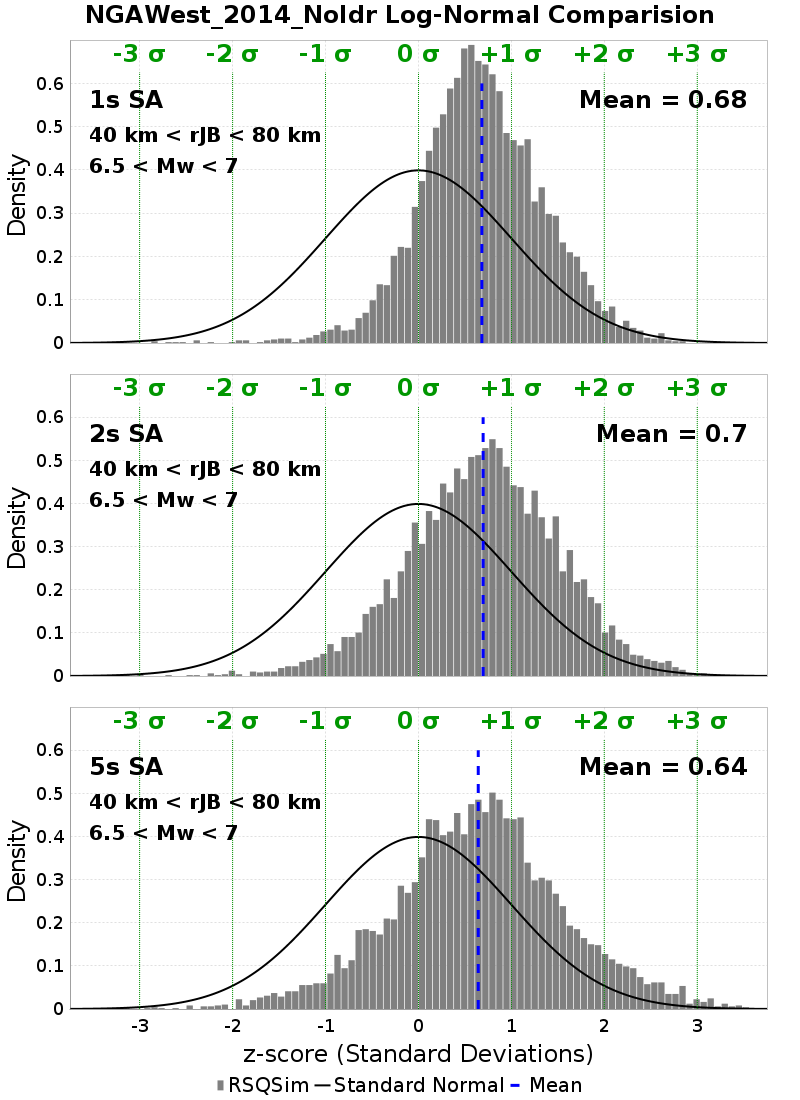 NGAWest_2014_NoIdr Log-Normal Comparision
-3 σ -2 σ -1 σ 0 σ +1 σ +2 σ +3 σ
1s SA
Mean = 0.68
40 km < rJB < 80 km
6.5 < Mw < 7
0.6
0.5
0.4
0.3
0.2
0.1
0
Density
-3 σ -2 σ -1 σ 0 σ +1 σ +2 σ +3 σ
2s SA
Mean = 0.7
40 km < rJB < 80 km
6.5 < Mw < 7
0.6
0.5
0.4
0.3
0.2
0.1
0
Density
-3 σ -2 σ -1 σ 0 σ +1 σ +2 σ +3 σ
5s SA
Mean = 0.64
40 km < rJB < 80 km
6.5 < Mw < 7
0.6
0.5
0.4
0.3
0.2
0.1
0
Density
-3 -2 -1 0 1 2 3
z-score (Standard Deviations)
RSQSim Standard Normal Mean